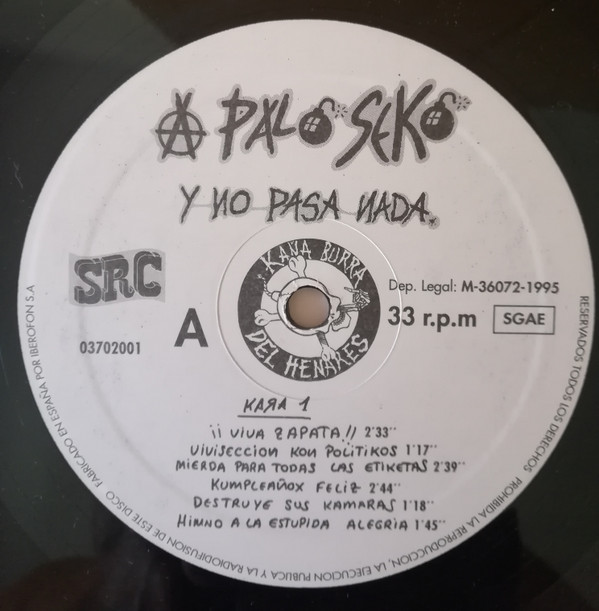 A PALO SEKO
Y NO PASA NADA.
SRC
KAÑA BURRA
DEL HENARES
Dep. Legal: M-36072-1995
33 r.p.m
SGAE
03702001
A
KARA 1
¡¡ VIVA ZAPATA!! 2'33''
VIVISECCION KON POLITIKOS 1'17''
MIERDA PARA TODAS LAS ETIKETAS 2'39''
KUMPLEAÑOX FELIZ 2'44''
DESTRUYE SUS KAMARAS 1'18''
HIMNO A LA ESTUPIDA ALEGRIA 1'45''
RESERVADOS TODOS LOS DERECHOS PROHIBIDA LA REPRODUCCION, LA EJECUCION PUBLICA Y LA RADIODIFUSION DE ESTE DISCO FABRICADO EN ESPAÑA POR IBEROFON S.A